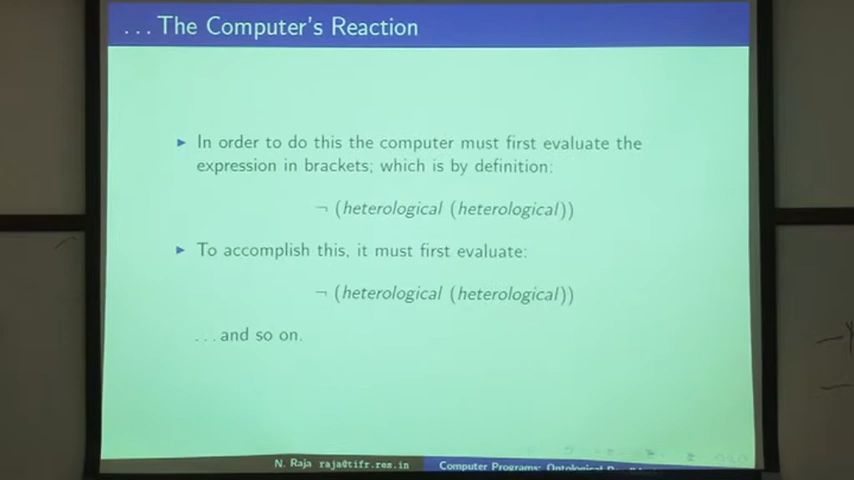 ...The Computer's Reaction
▶ In order to do this the computer must first evaluate the
expression in brackets; which is by definition:
¬ (heterological (heterological))
▶ To accomplish this, it must first evaluate:
¬ (heterological (heterological))
...and so on.
N. Raja raja@tifr.res.in Computer Programs: Ontological